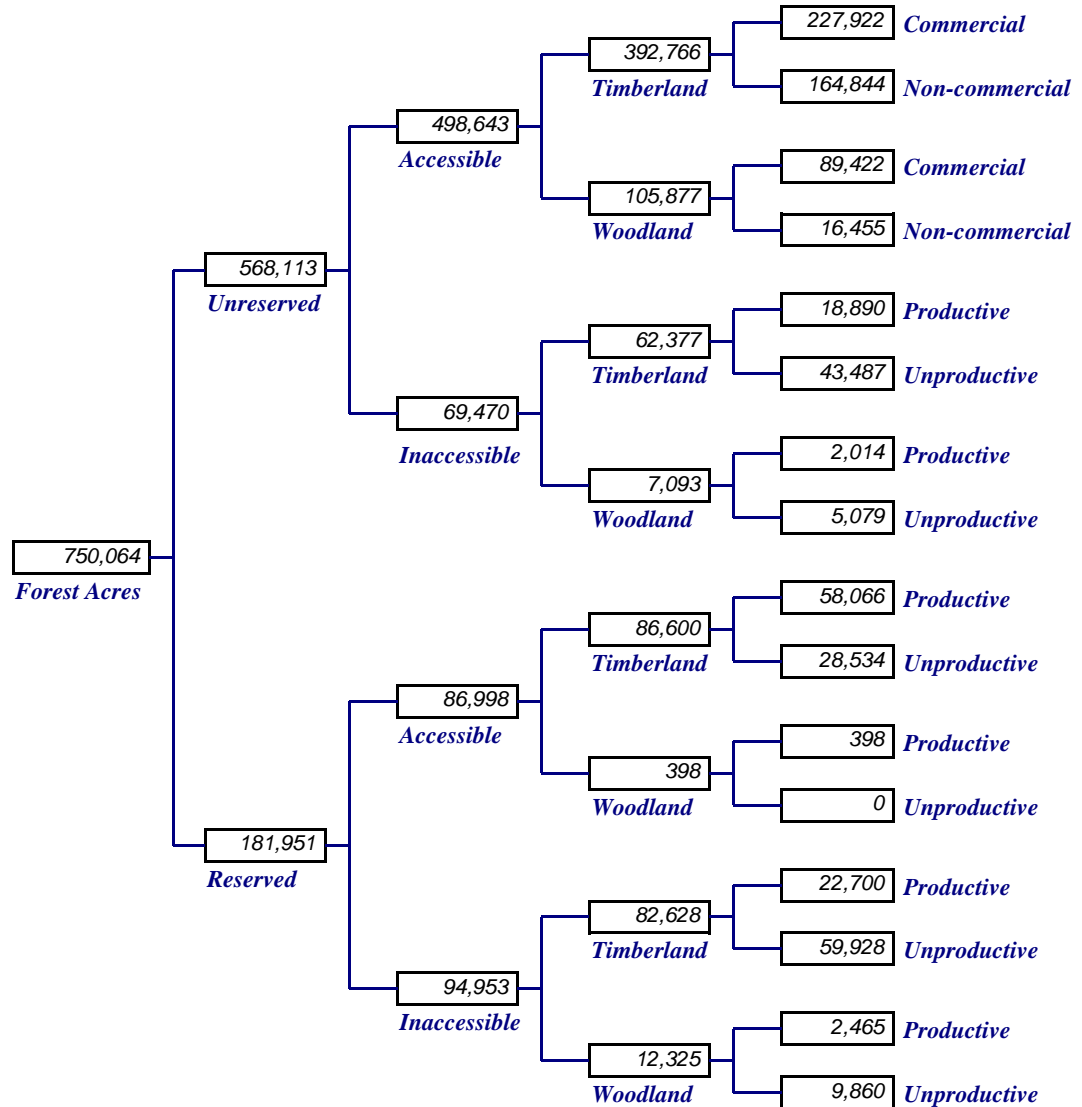 227,922 Commercial
392,766
Timberland
164,844 Non-commercial
498,643
Accessible
89,422 Commercial
105,877
Woodland
16,455 Non-commercial
568,113
Unreserved
18,890 Productive
62,377
Timberland
43,487 Unproductive
69,470
Inaccessible
2,014 Productive
7,093
Woodland
5,079 Unproductive
750,064
Forest Acres
58,066 Productive
86,600
Timberland
28,534 Unproductive
86,998
Accessible
398 Productive
398
Woodland
0 Unproductive
181,951
Reserved
22,700 Productive
82,628
Timberland
59,928 Unproductive
94,953
Inaccessible
2,465 Productive
12,325
Woodland
9,860 Unproductive